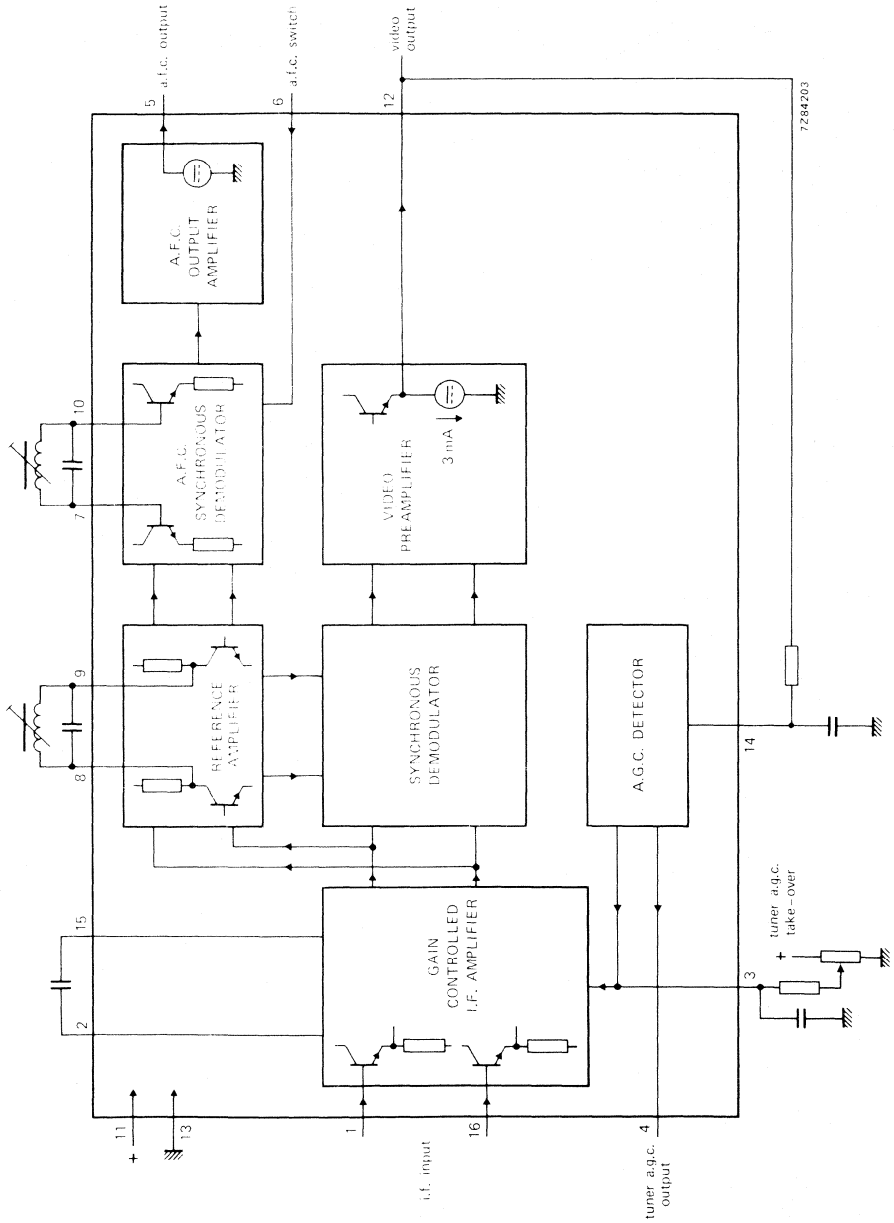 a.f.c. output
a.f.c. switch
video
output
5
6
12
A.F.C.
OUTPUT
AMPLIFIER
10
7
A.F.C.
SYNCHRONOUS
DEMODULATOR
VIDEO
PREAMPLIFIER
3 mA
9
8
REFERENCE
AMPLIFIER
SYNCHRONOUS
DEMODULATOR
A.G.C. DETECTOR
14
15
2
GAIN
CONTROLLED
I.F. AMPLIFIER
3
+
tuner a.g.c.
take-over
11
+
13
1
16
i.f. input
4
tuner a.g.c.
output
7Z84203